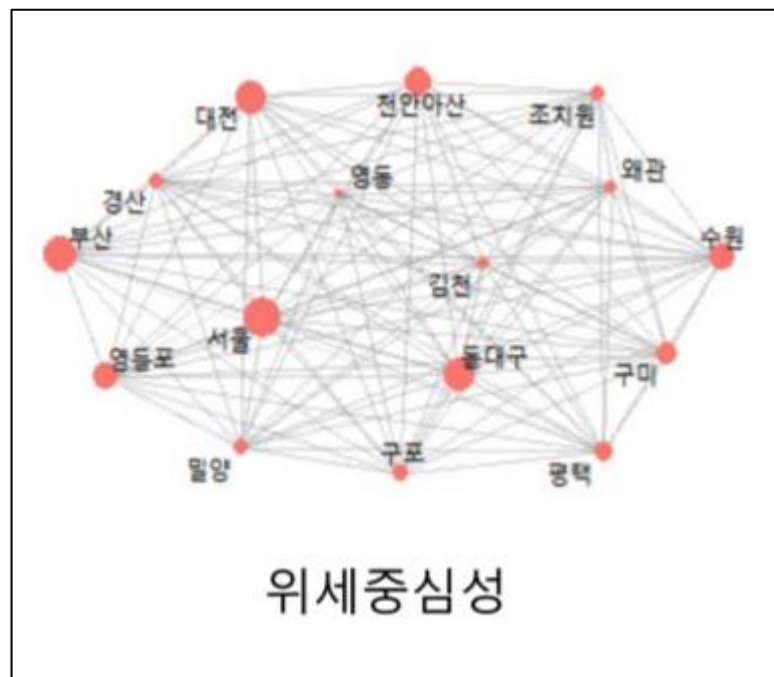 대전
천안아산
조치원
영동
왜관
경산
부산
수원
김천
서울
영등포
동대구
구미
밀양
구포
평택
위세중심성